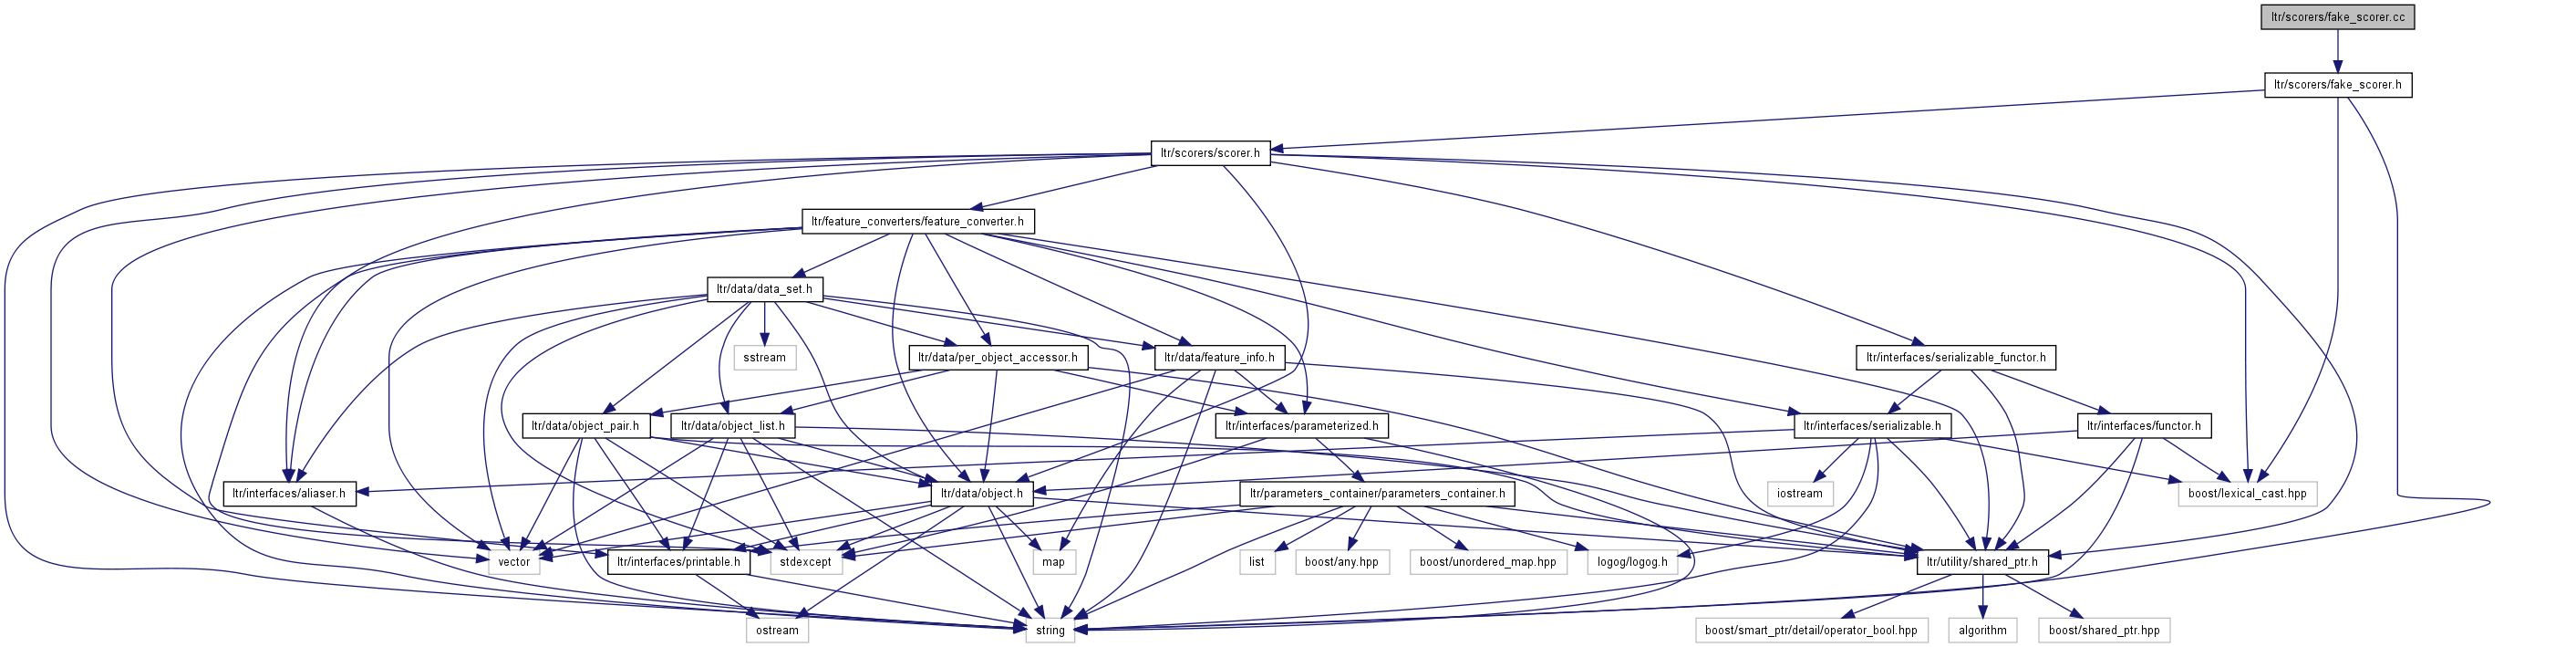 ltr/scorers/fake_scorer.cc
ltr/scorers/fake_scorer.h
ltr/scorers/scorer.h
ltr/feature_converters/feature_converter.h
ltr/data/data_set.h
sstream
ltr/data/per_object_accessor.h
ltr/data/feature_info.h
ltr/interfaces/serializable_functor.h
ltr/data/object_pair.h
ltr/data/object_list.h
ltr/interfaces/parameterized.h
ltr/interfaces/serializable.h
ltr/interfaces/functor.h
ltr/interfaces/aliaser.h
ltr/data/object.h
ltr/parameters_container/parameters_container.h
iostream
boost/lexical_cast.hpp
vector
ltr/interfaces/printable.h
stdexcept
map
list
boost/any.hpp
boost/unordered_map.hpp
logog/logog.h
ltr/utility/shared_ptr.h
ostream
string
boost/smart_ptr/detail/operator_bool.hpp
algorithm
boost/shared_ptr.hpp